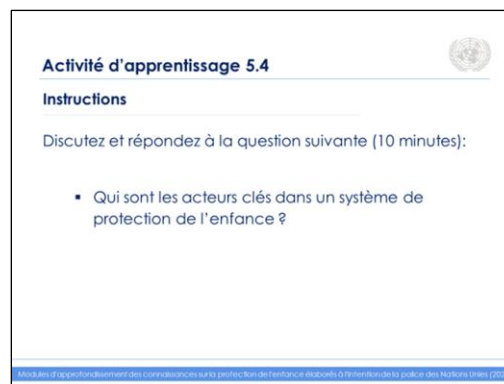 Activité d'apprentissage 5.4
Instructions
Discutez et répondez à la question suivante (10 minutes):
▪ Qui sont les acteurs clés dans un système de
protection de l'enfance ?
Modules d'approfondissement des connaissances sur la protection de l'enfance élaborés à l'intention de la police des Nations Unies